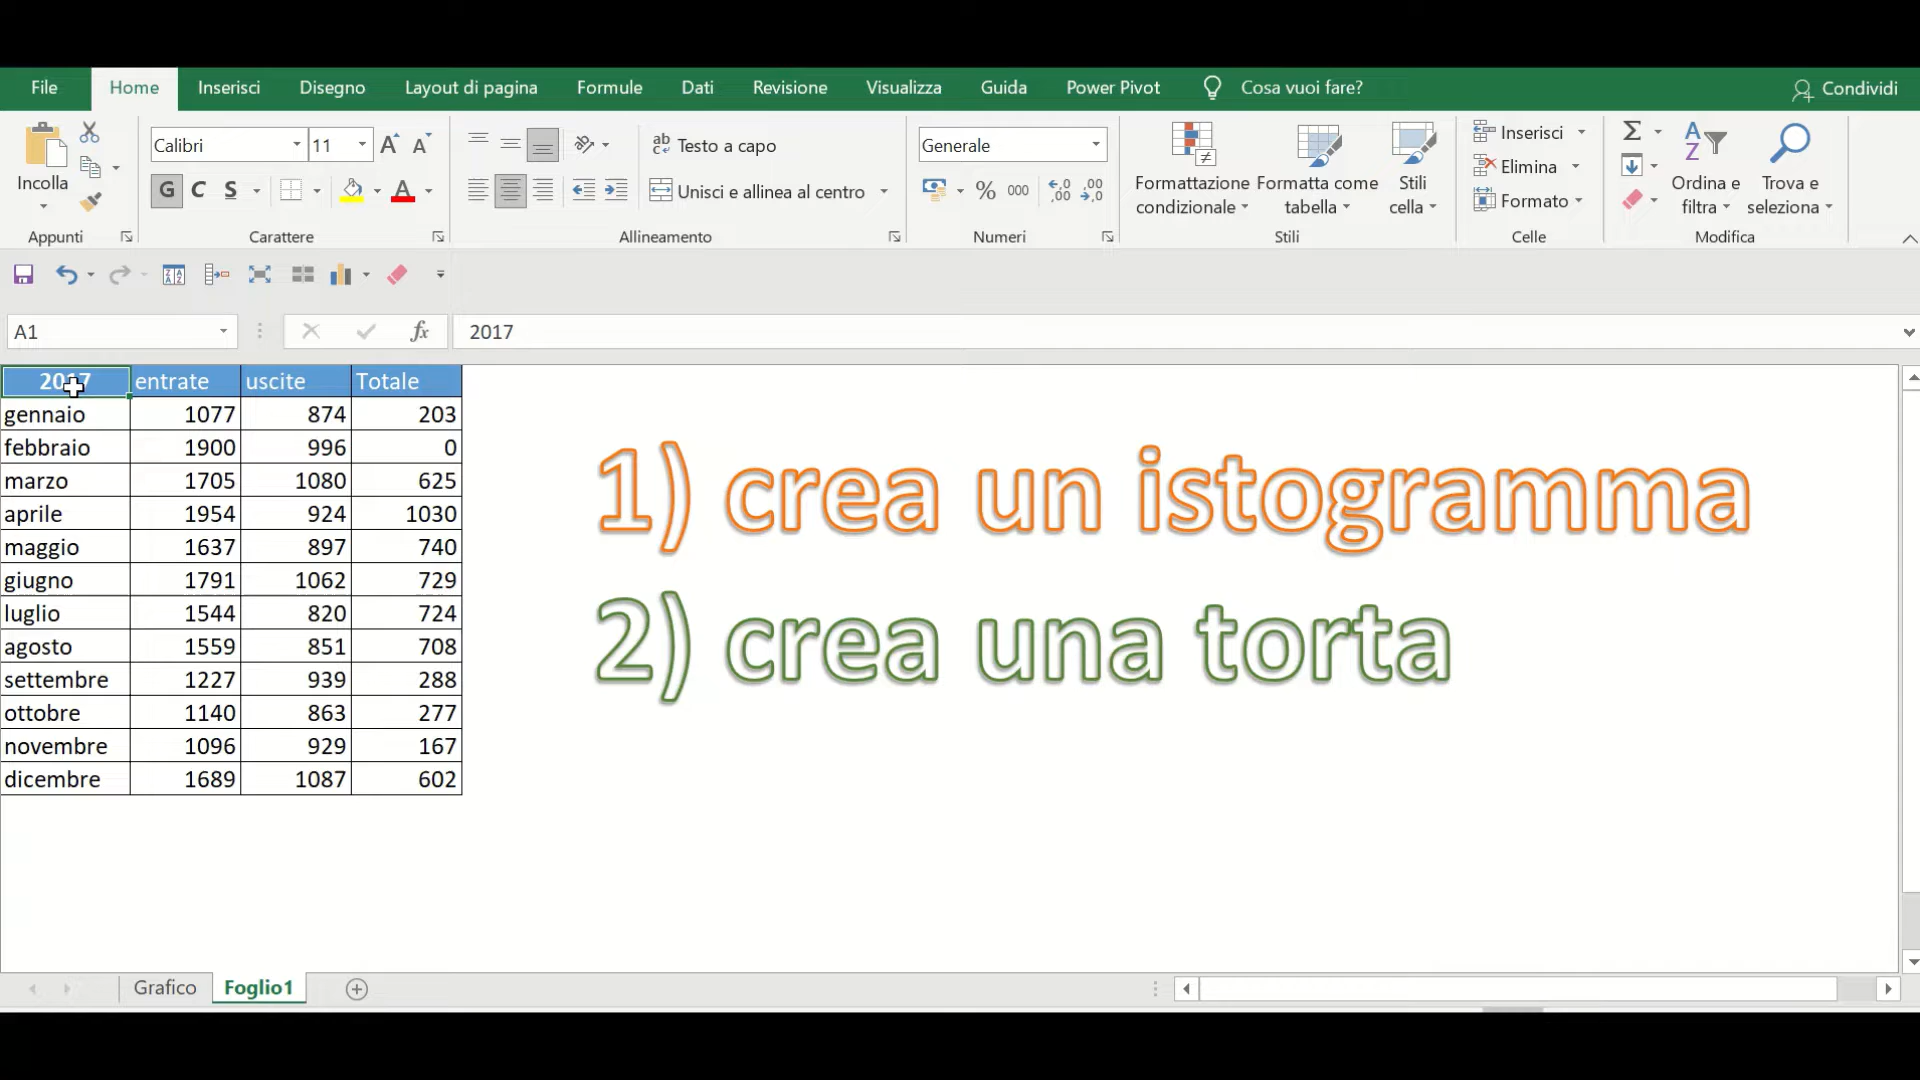 File Home Inserisci Disegno Layout di pagina Formule Dati Revisione Visualizza Guida Power Pivot Cosa vuoi fare? Condividi
Incolla
Appunti
Calibri 11
G C S
A A
Carattere
Testo a capo
Unisci e allinea al centro
Allineamento
Generale
% 000
Numeri
Formattazione condizionale
Formatta come tabella
Stili cella
Stili
Inserisci
Elimina
Formato
Celle
Ordina e filtra
Trova e seleziona
Modifica
A1 fx 2017
2017 entrate uscite Totale
gennaio 1077 874 203
febbraio 1900 996 0
marzo 1705 1080 625
aprile 1954 924 1030
maggio 1637 897 740
giugno 1791 1062 729
luglio 1544 820 724
agosto 1559 851 708
settembre 1227 939 288
ottobre 1140 863 277
novembre 1096 929 167
dicembre 1689 1087 602
1) crea un istogramma
2) crea una torta
Grafico Foglio1